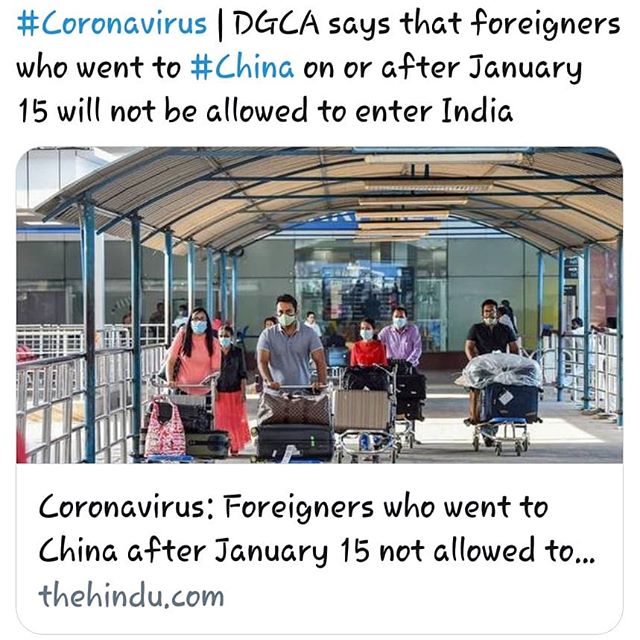 #Coronavirus | DGCA says that foreigners
who went to #China on or after January
15 will not be allowed to enter India
Coronavirus: Foreigners who went to
China after January 15 not allowed to...
thehindu.com